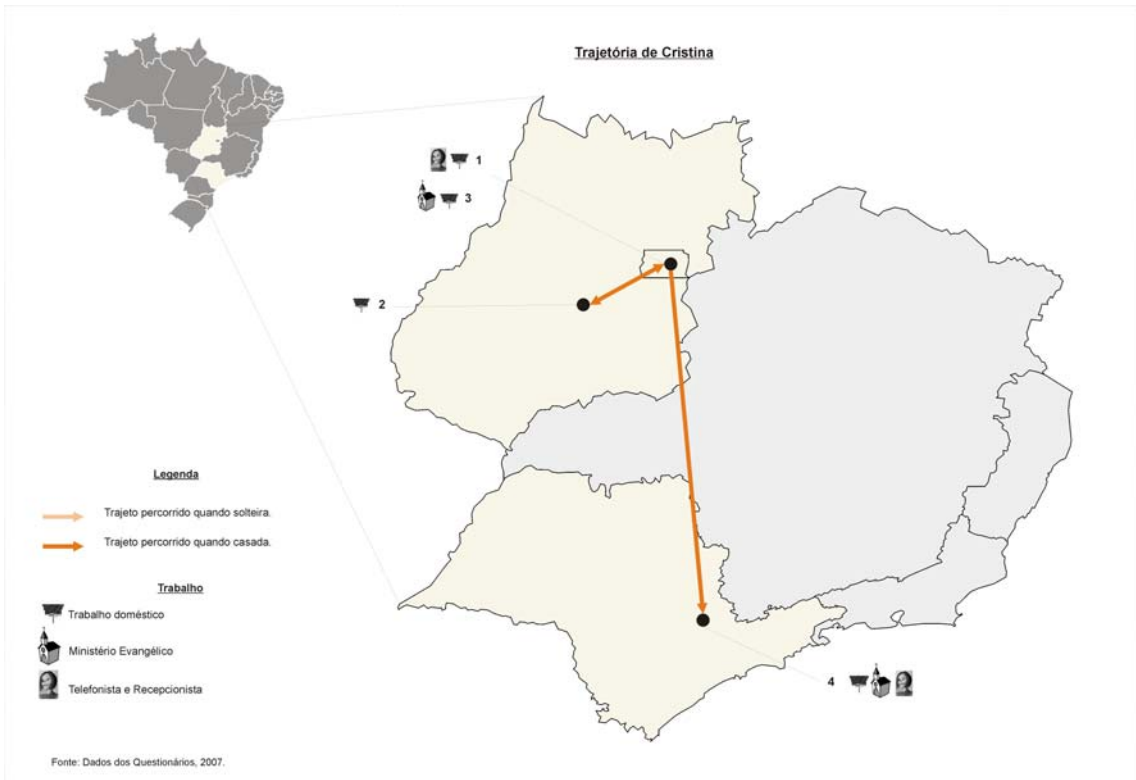 Trajetória de Cristina
1
3
2
4
Legenda
Trajeto percorrido quando solteira.
Trajeto percorrido quando casada.
Trabalho
Trabalho doméstico
Ministério Evangélico
Telefonista e Recepcionista
Fonte: Dados dos Questionários, 2007.